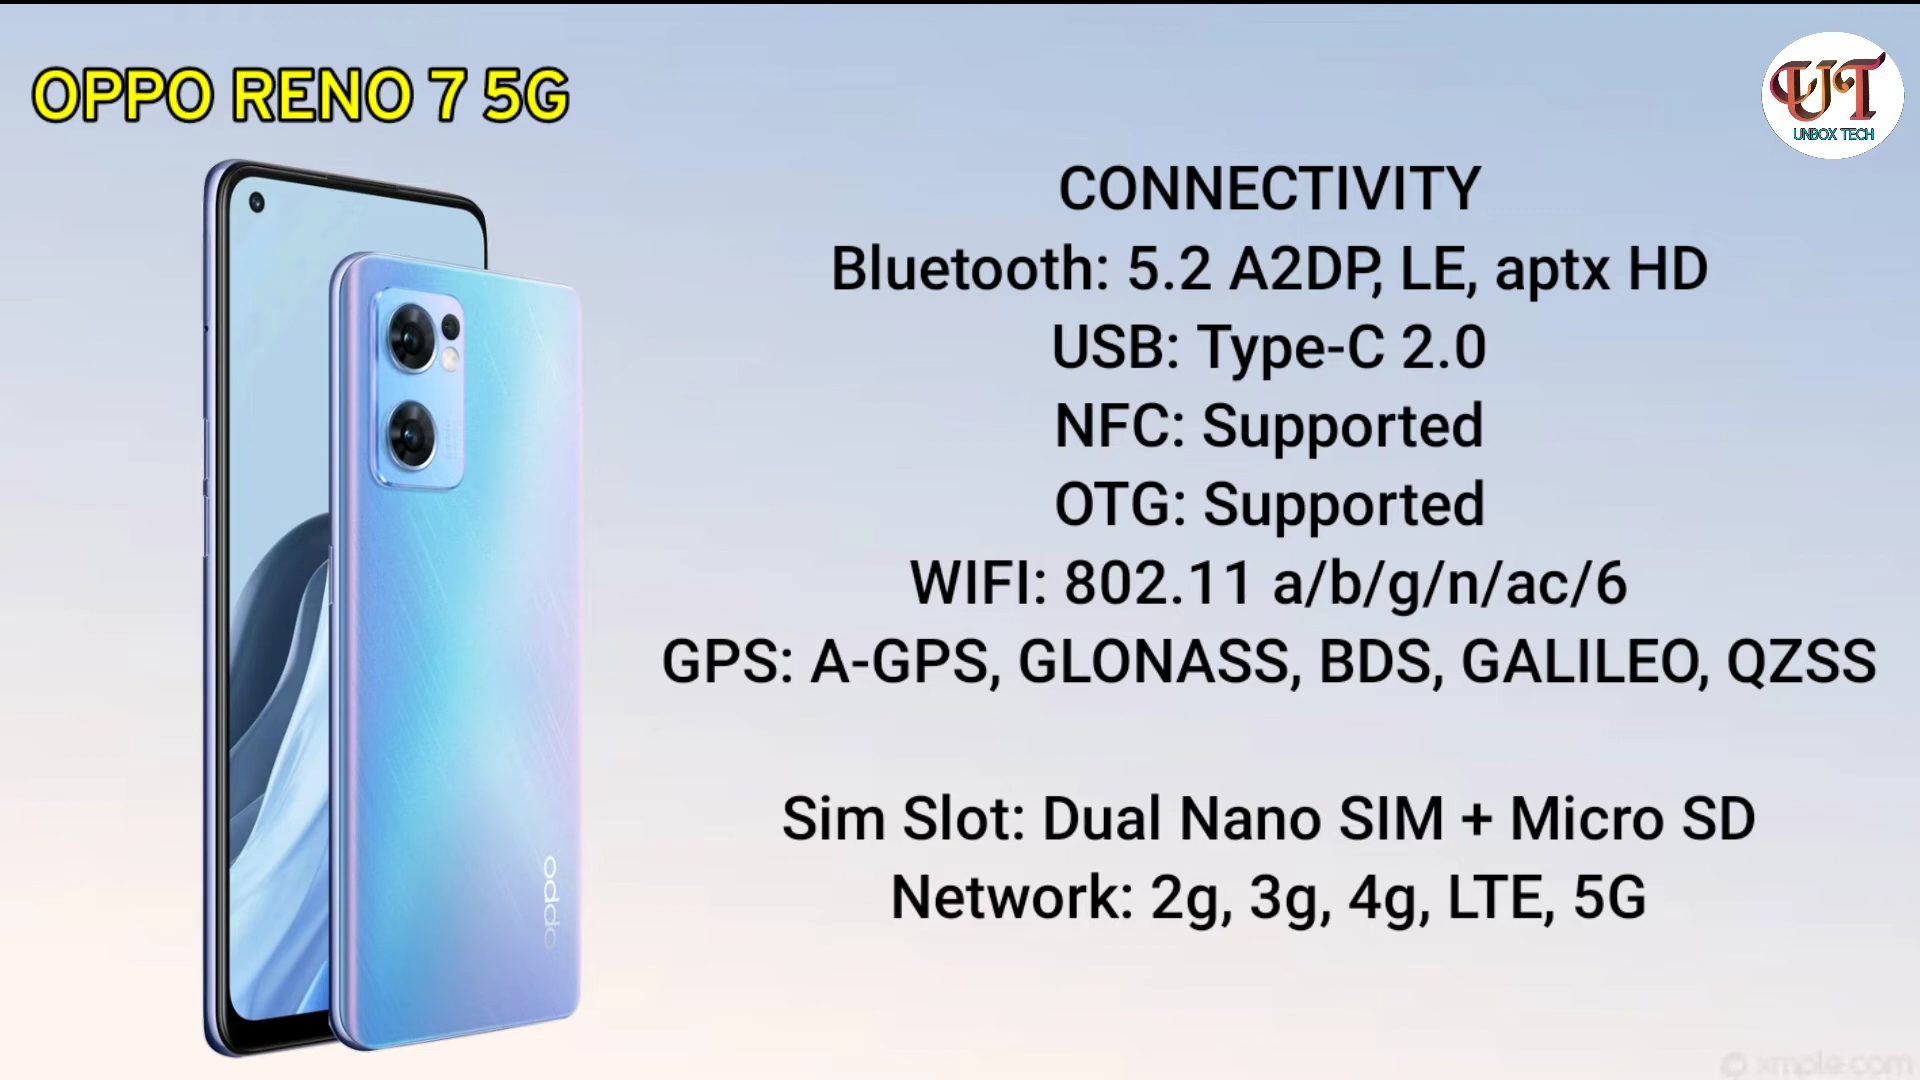 OPPO RENO 7 5G
UT
UNBOX TECH
CONNECTIVITY
Bluetooth: 5.2 A2DP, LE, aptx HD
USB: Type-C 2.0
NFC: Supported
OTG: Supported
WIFI: 802.11 a/b/g/n/ac/6
GPS: A-GPS, GLONASS, BDS, GALILEO, QZSS
Sim Slot: Dual Nano SIM + Micro SD
Network: 2g, 3g, 4g, LTE, 5G
oppo
© xmple.com